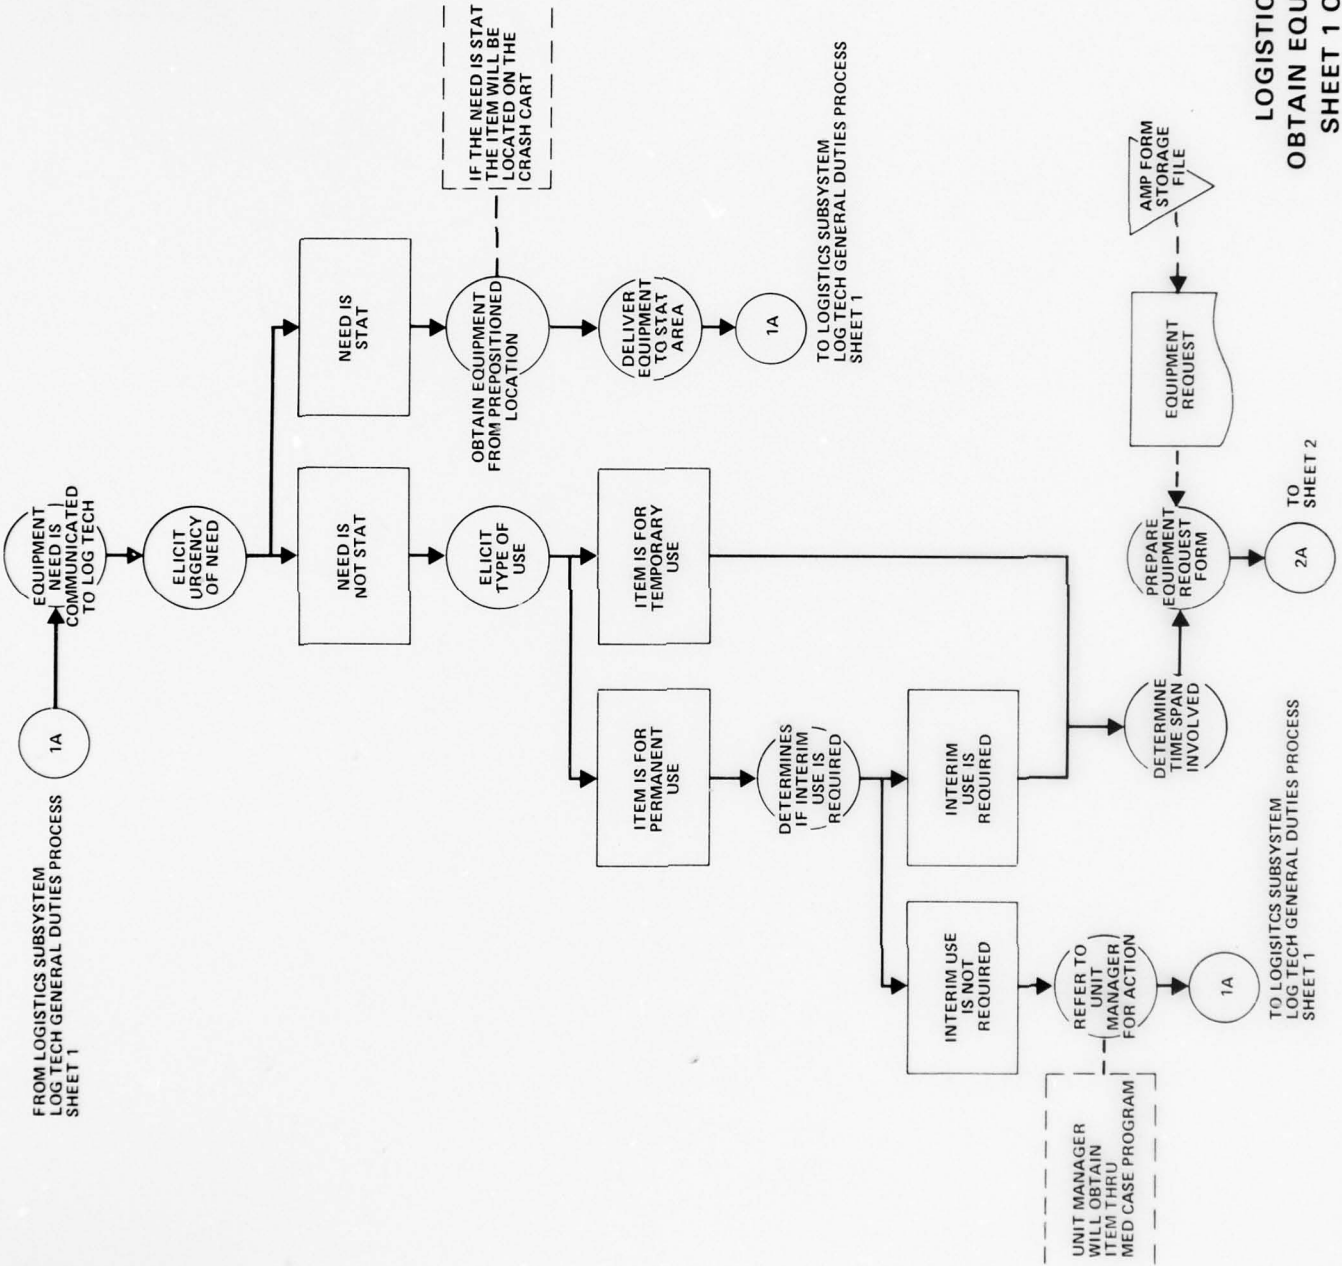 FROM LOGISTICS SUBSYSTEM
LOG TECH GENERAL DUTIES PROCESS
SHEET 1
1A
EQUIPMENT
NEED IS
COMMUNICATED
TO LOG TECH
ELICIT
URGENCY
OF NEED
NEED IS
NOT STAT
NEED IS
STAT
ELICIT
TYPE OF
USE
OBTAIN EQUIPMENT
FROM PREPOSITIONED
LOCATION
IF THE NEED IS STAT
THE ITEM WILL BE
LOCATED ON THE
CRASH CART
ITEM IS FOR
PERMANENT
USE
ITEM IS FOR
TEMPORARY
USE
DELIVER
EQUIPMENT
TO STAT
AREA
1A
TO LOGISTICS SUBSYSTEM
LOG TECH GENERAL DUTIES PROCESS
SHEET 1
DETERMINES
IF INTERIM
USE IS
REQUIRED
INTERIM USE
IS NOT
REQUIRED
INTERIM
USE IS
REQUIRED
UNIT MANAGER
WILL OBTAIN
ITEM THRU
MED CASE PROGRAM
REFER TO
UNIT
MANAGER
FOR ACTION
1A
TO LOGISITCS SUBSYSTEM
LOG TECH GENERAL DUTIES PROCESS
SHEET 1
DETERMINE
TIME SPAN
INVOLVED
PREPARE
EQUIPMENT
REQUEST
FORM
EQUIPMENT
REQUEST
AMP FORM
STORAGE
FILE
2A
TO
SHEET 2
LOGISTIC
OBTAIN EQU
SHEET 1 O